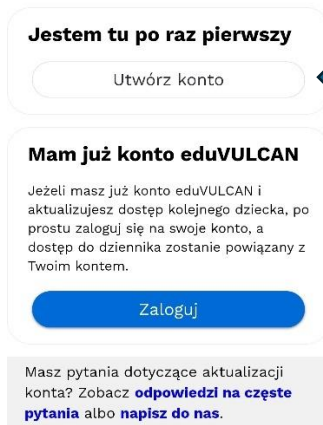 Jestem tu po raz pierwszy
Utwórz konto
Mam już konto eduVULCAN
Jeżeli masz już konto eduVULCAN i
aktualizujesz dostęp kolejnego dziecka, po
prostu zaloguj się na swoje konto, a
dostęp do dziennika zostanie powiązany z
Twoim kontem.
Zaloguj
Masz pytania dotyczące aktualizacji
konta? Zobacz odpowiedzi na częste
pytania albo napisz do nas.